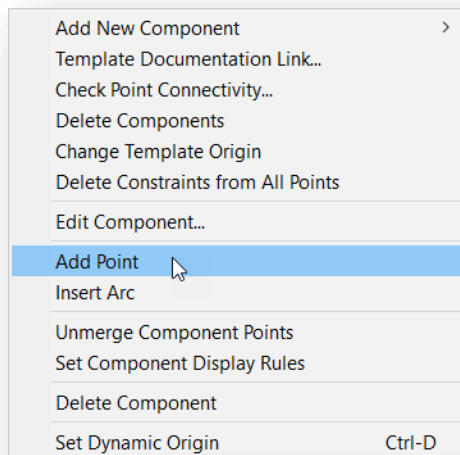 Add New Component
Template Documentation Link...
Check Point Connectivity...
Delete Components
Change Template Origin
Delete Constraints from All Points
Edit Component...
Add Point
Insert Arc
Unmerge Component Points
Set Component Display Rules
Delete Component
Set Dynamic Origin Ctrl-D